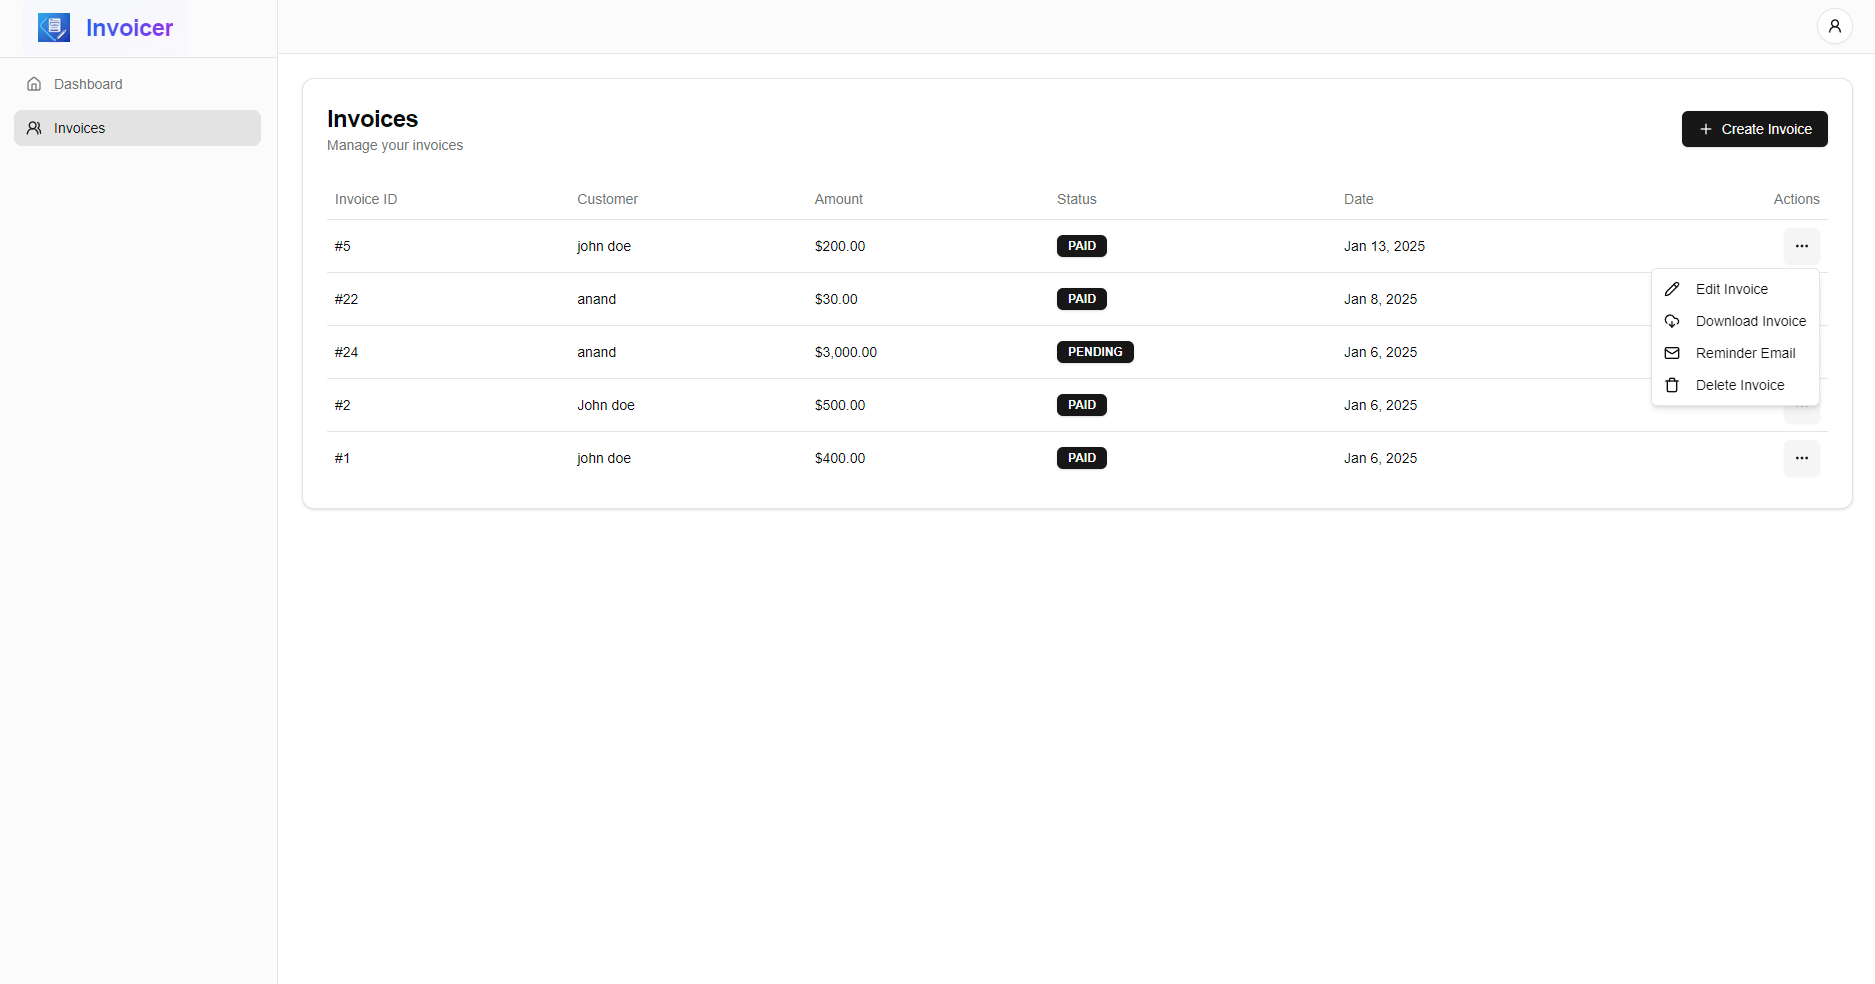 Invoicer
Dashboard
Invoices
Invoices
Manage your invoices
Create Invoice
Invoice ID Customer Amount Status Date Actions
#5 john doe $200.00 PAID Jan 13, 2025
#22 anand $30.00 PAID Jan 8, 2025
#24 anand $3,000.00 PENDING Jan 6, 2025
#2 John doe $500.00 PAID Jan 6, 2025
#1 john doe $400.00 PAID Jan 6, 2025
Edit Invoice
Download Invoice
Reminder Email
Delete Invoice